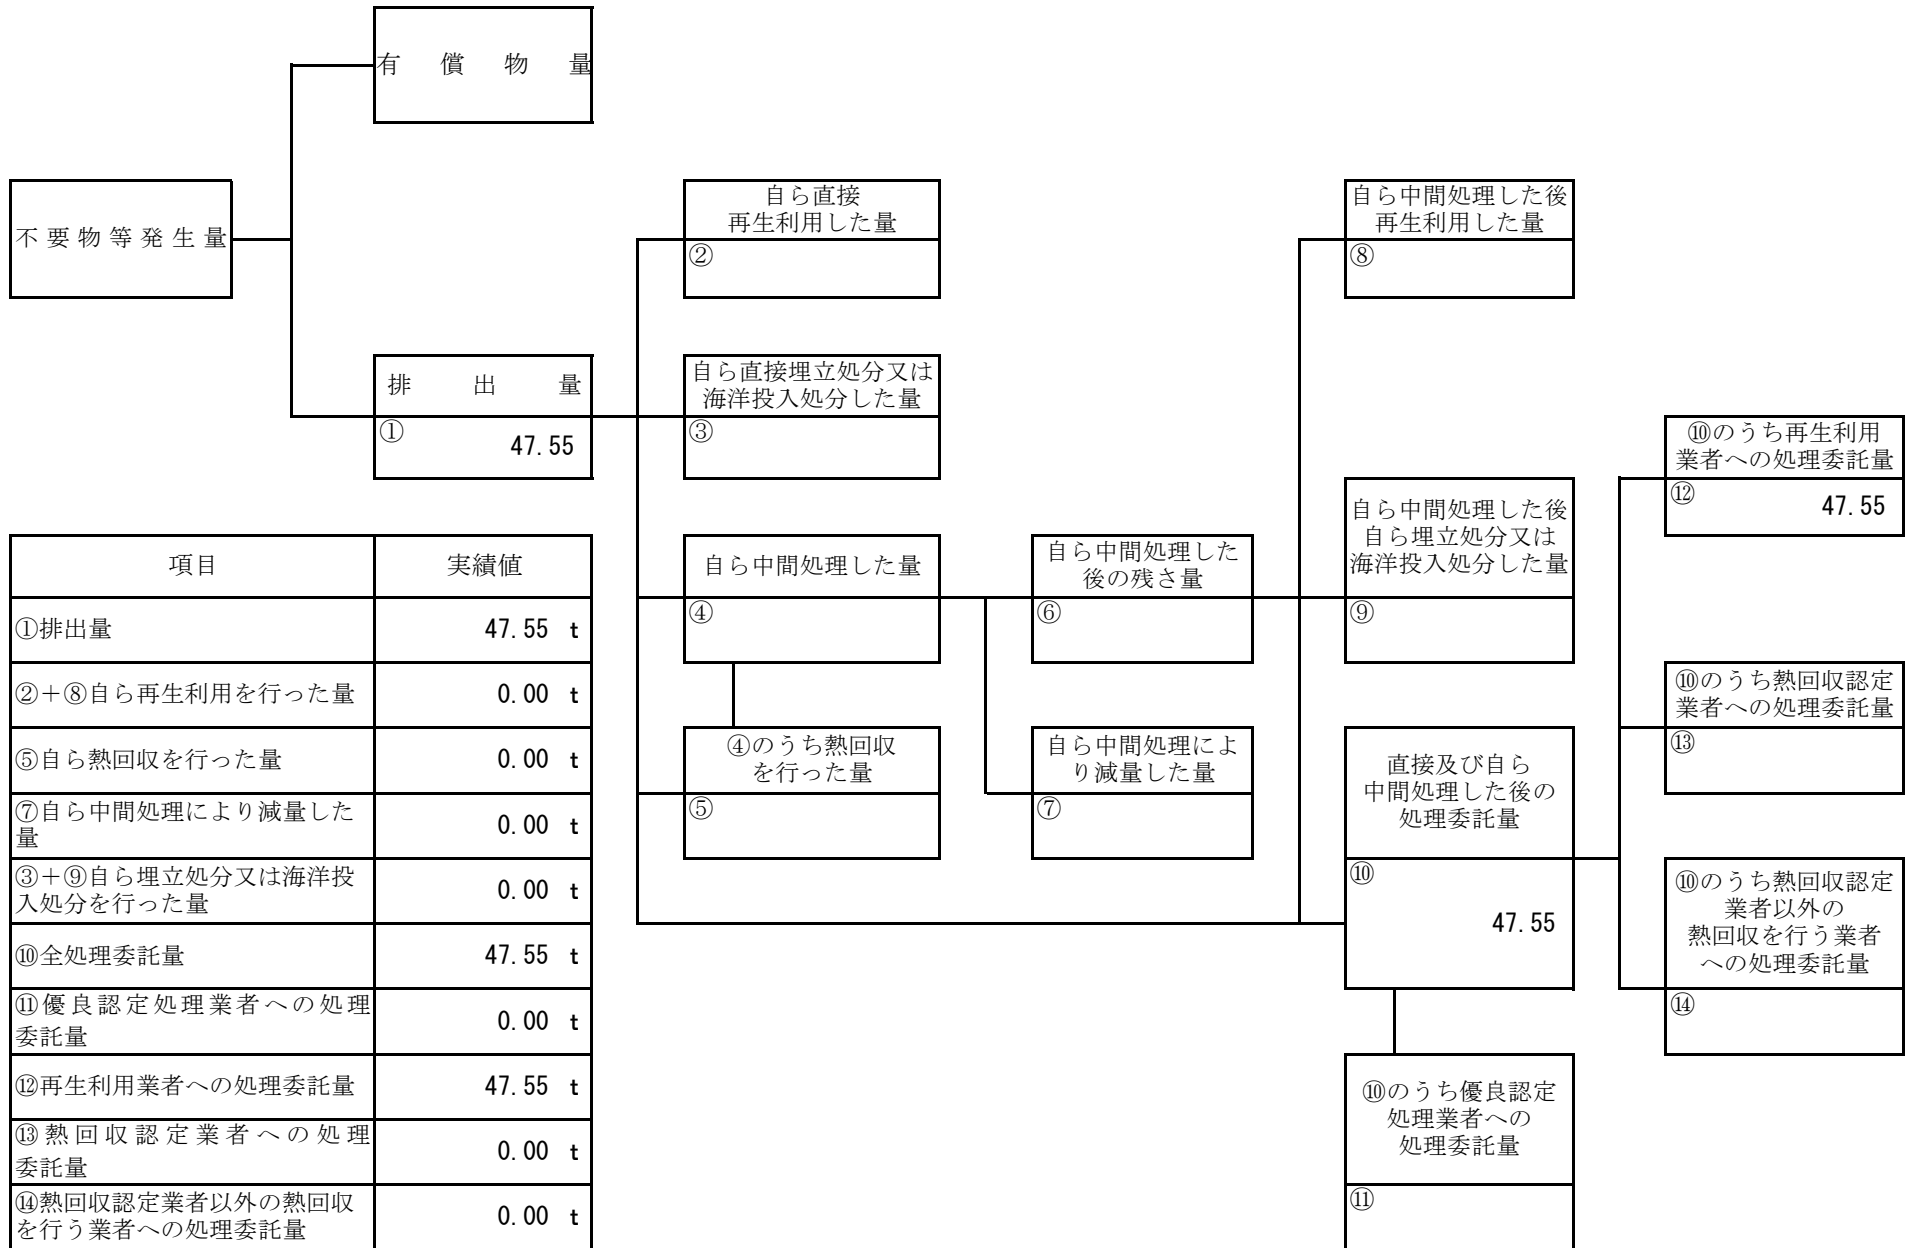 有償物量
不要物等発生量
排出量
①
47.55
自ら直接
再生利用した量
②
自ら直接埋立処分又は
海洋投入処分した量
③
自ら中間処理した量
④
④のうち熱回収
を行った量
⑤
自ら中間処理した
後の残さ量
⑥
自ら中間処理によ
り減量した量
⑦
自ら中間処理した後
再生利用した量
⑧
自ら中間処理した後
自ら埋立処分又は
海洋投入処分した量
⑨
直接及び自ら
中間処理した後の
処理委託量
⑩
47.55
⑩のうち優良認定
処理業者への
処理委託量
⑪
⑩のうち再生利用
業者への処理委託量
⑫
47.55
⑩のうち熱回収認定
業者への処理委託量
⑬
⑩のうち熱回収認定
業者以外の
熱回収を行う業者
への処理委託量
⑭
項目 実績値
①排出量 47.55 t
②+⑧自ら再生利用を行った量 0.00 t
⑤自ら熱回収を行った量 0.00 t
⑦自ら中間処理により減量した
量 0.00 t
③+⑨自ら埋立処分又は海洋投
入処分を行った量 0.00 t
⑩全処理委託量 47.55 t
⑪優良認定処理業者への処理
委託量 0.00 t
⑫再生利用業者への処理委託量 47.55 t
⑬熱回収認定業者への処理
委託量 0.00 t
⑭熱回収認定業者以外の熱回収
を行う業者への処理委託量 0.00 t